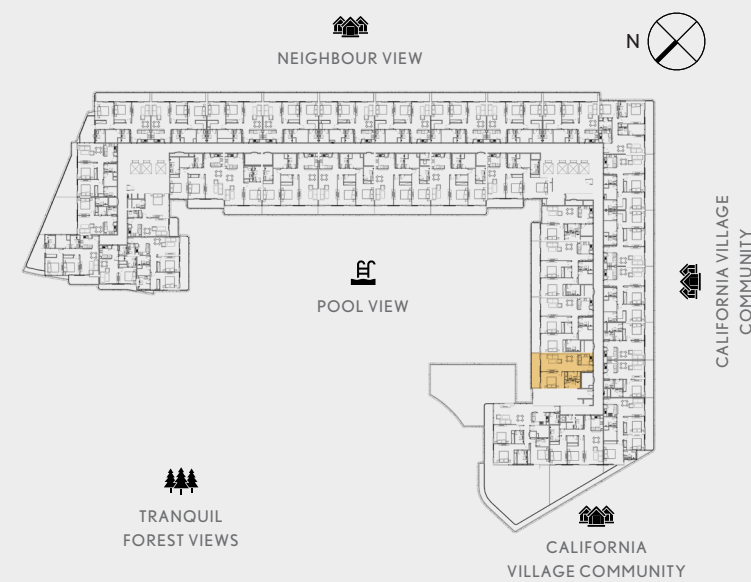 NEIGHBOUR VIEW
N
POOL VIEW
CALIFORNIA VILLAGE
COMMUNITY
TRANQUIL
FOREST VIEWS
CALIFORNIA
VILLAGE COMMUNITY